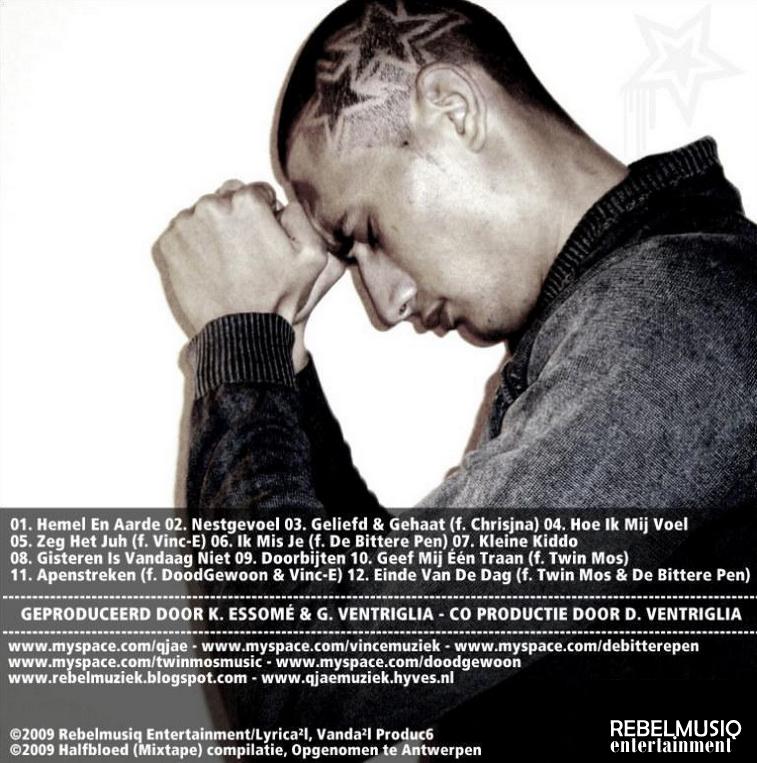 01. Hemel En Aarde 02. Nestgevoel 03. Geliefd & Gehaat (f. Chrisjna) 04. Hoe Ik Mij Voel
05. Zeg Het Juh (f. Vinc-E) 06. Ik Mis Je (f. De Bittere Pen) 07. Kleine Kiddo
08. Gisteren Is Vandaag Niet 09. Doorbijten 10. Geef Mij Één Traan (f. Twin Mos)
11. Apenstreken (f. DoodGewoon & Vinc-E) 12. Einde Van De Dag (f. Twin Mos & De Bittere Pen)
GEPRODUCEERD DOOR K. ESSOMÉ & G. VENTRIGLIA - CO PRODUCTIE DOOR D. VENTRIGLIA
www.myspace.com/qjae - www.myspace.com/vincemuziek - www.myspace.com/debitterepen
www.myspace.com/twinmosmusic - www.myspace.com/doodgewoon
www.rebelmuziek.blogspot.com - www.qjaemuziek.hyves.nl
©2009 Rebelmusiq Entertainment/Lyrica²l, Vanda²l Produc6
©2009 Halfbloed (Mixtape) compilatie, Opgenomen te Antwerpen
REBELMUSIQ
entertainment